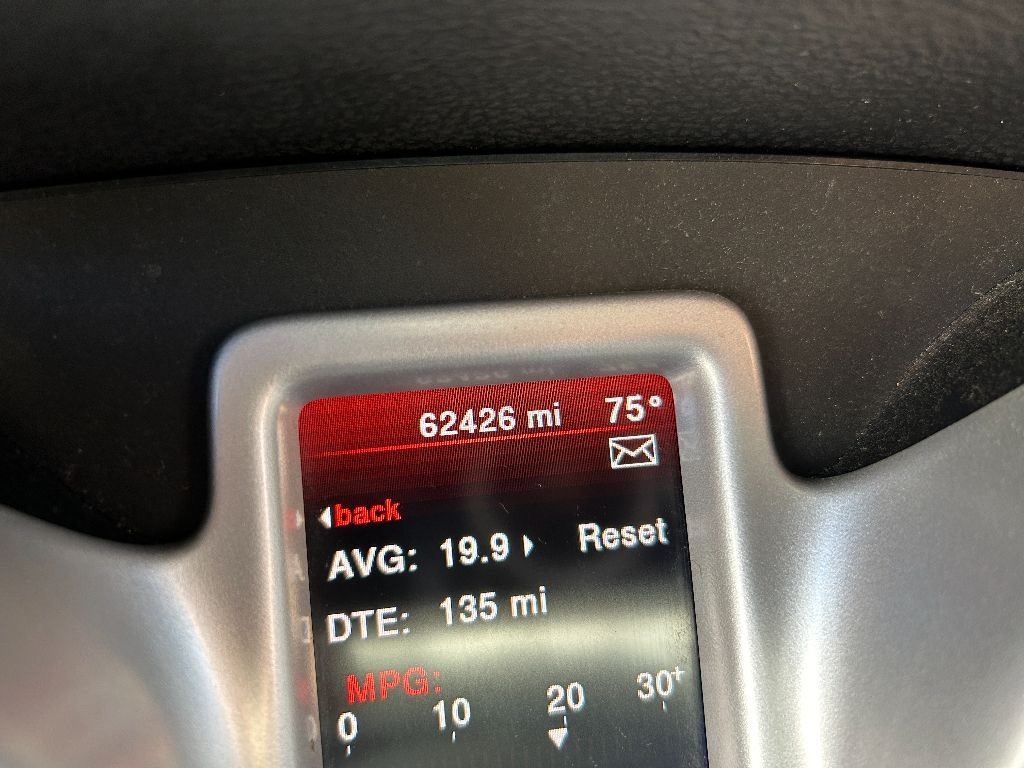 62426 mi 75°
back
AVG: 19.9 Reset
DTE: 135 mi
MPG:
0 10 20 30+